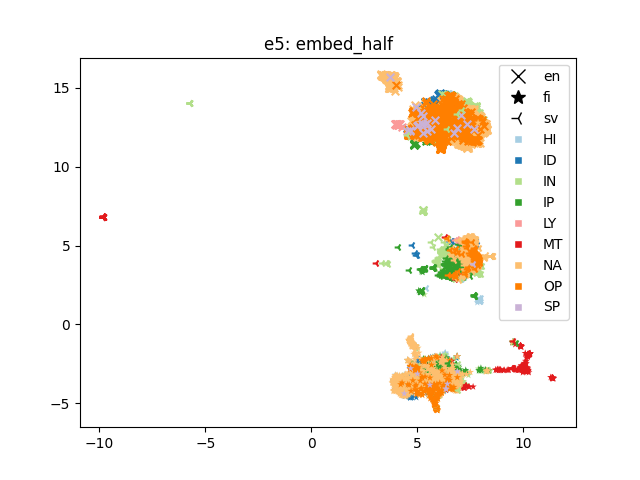 e5: embed_half
en
fi
sv
HI
ID
IN
IP
LY
MT
NA
OP
SP
15
10
5
0
−5
−10 −5 0 5 10